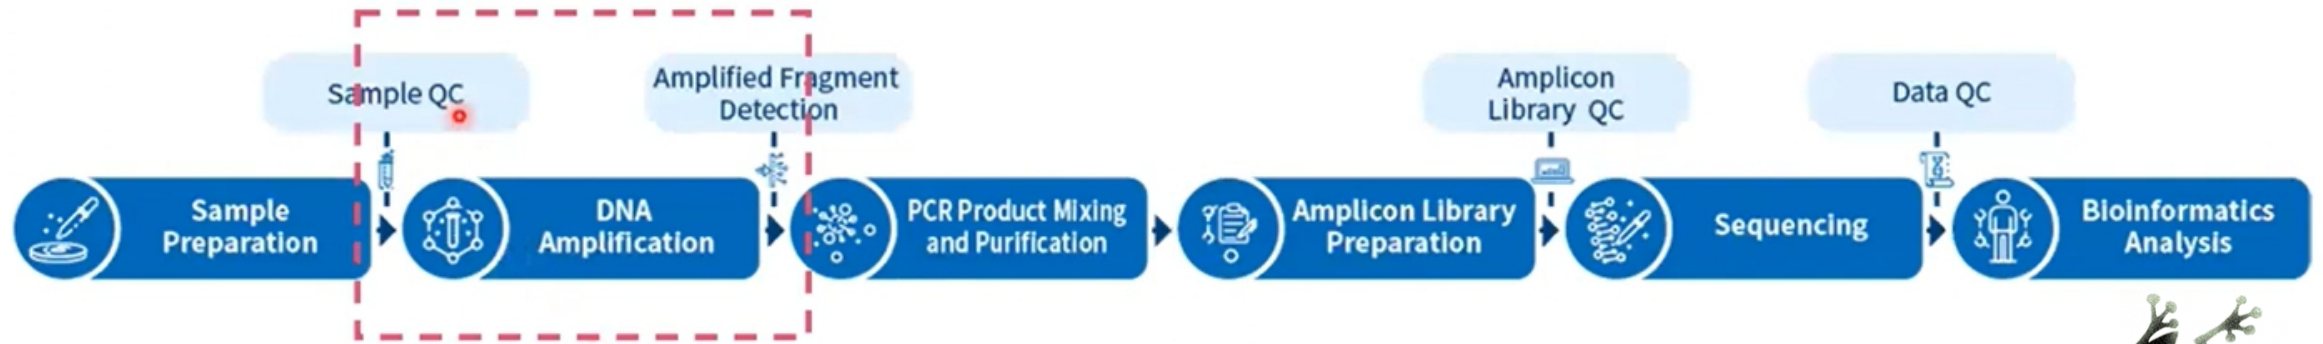 Sample QC
Amplified Fragment
Detection
Amplicon
Library QC
Data QC
Sample
Preparation
DNA
Amplification
PCR Product Mixing
and Purification
Amplicon Library
Preparation
Sequencing
Bioinformatics
Analysis